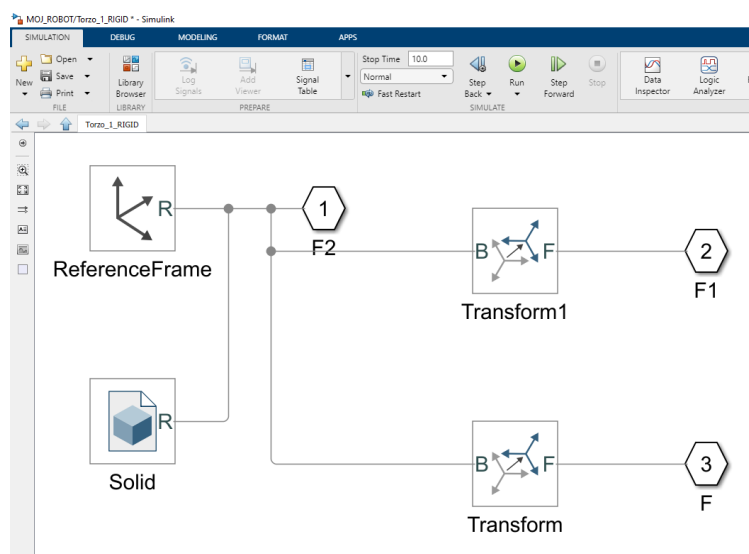 MOJ_ROBOT/Torzo_1_RIGID * - Simulink
SIMULATION DEBUG MODELING FORMAT APPS
New
Open
Save
Print
FILE
Library
Browser
LIBRARY
Log
Signals
Add
Viewer
Signal
Table
PREPARE
Stop Time 10.0
Normal
Fast Restart
Step
Back
Run
Step
Forward
Stop
SIMULATE
Data
Inspector
Logic
Analyzer
Torzo_1_RIGID
R
ReferenceFrame
1
F2
B F
Transform1
2
F1
R
Solid
B F
Transform
3
F